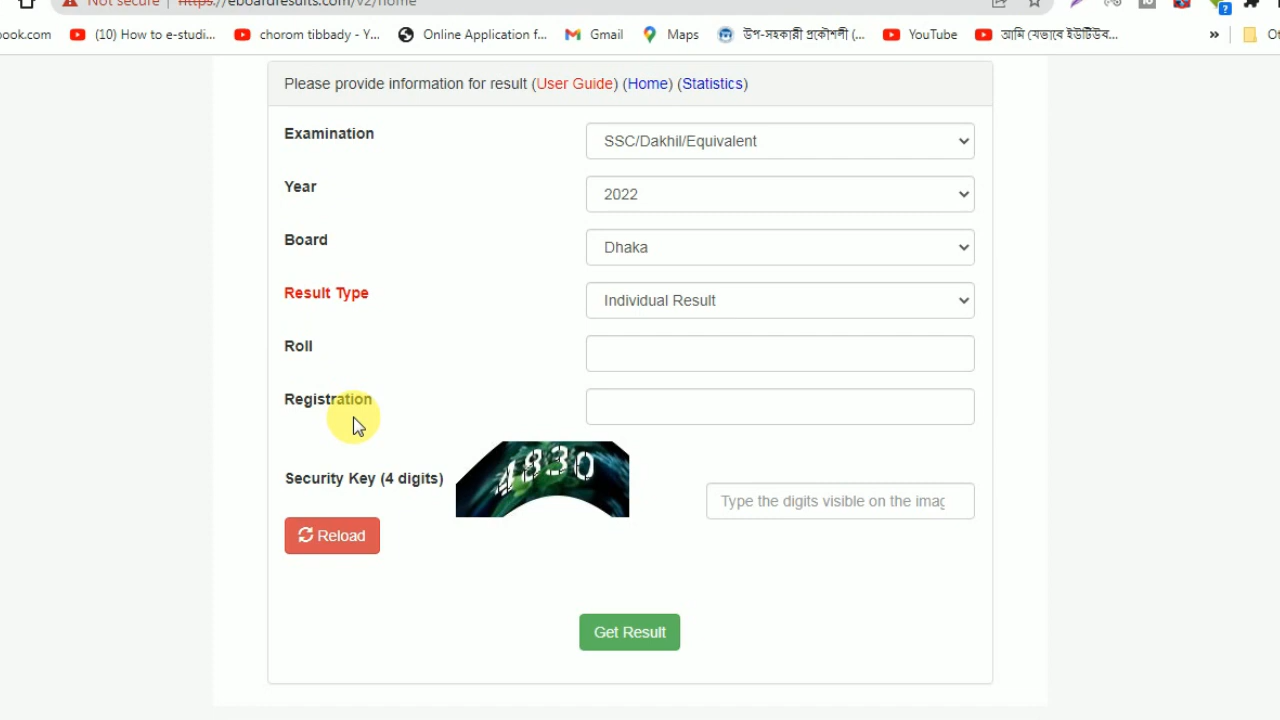 Not secure https://eboardresults.com/v2/home
ook.com (10) How to e-studi... chorom tibbady - Y... Online Application f... Gmail Maps উপ-সহকারী প্রকৌশলী (... YouTube আমি যেভাবে ইউটিউব... » Ot
Please provide information for result (User Guide) (Home) (Statistics)
Examination SSC/Dakhil/Equivalent
Year 2022
Board Dhaka
Result Type Individual Result
Roll
Registration
4830
Security Key (4 digits)
Type the digits visible on the imag
Reload
Get Result